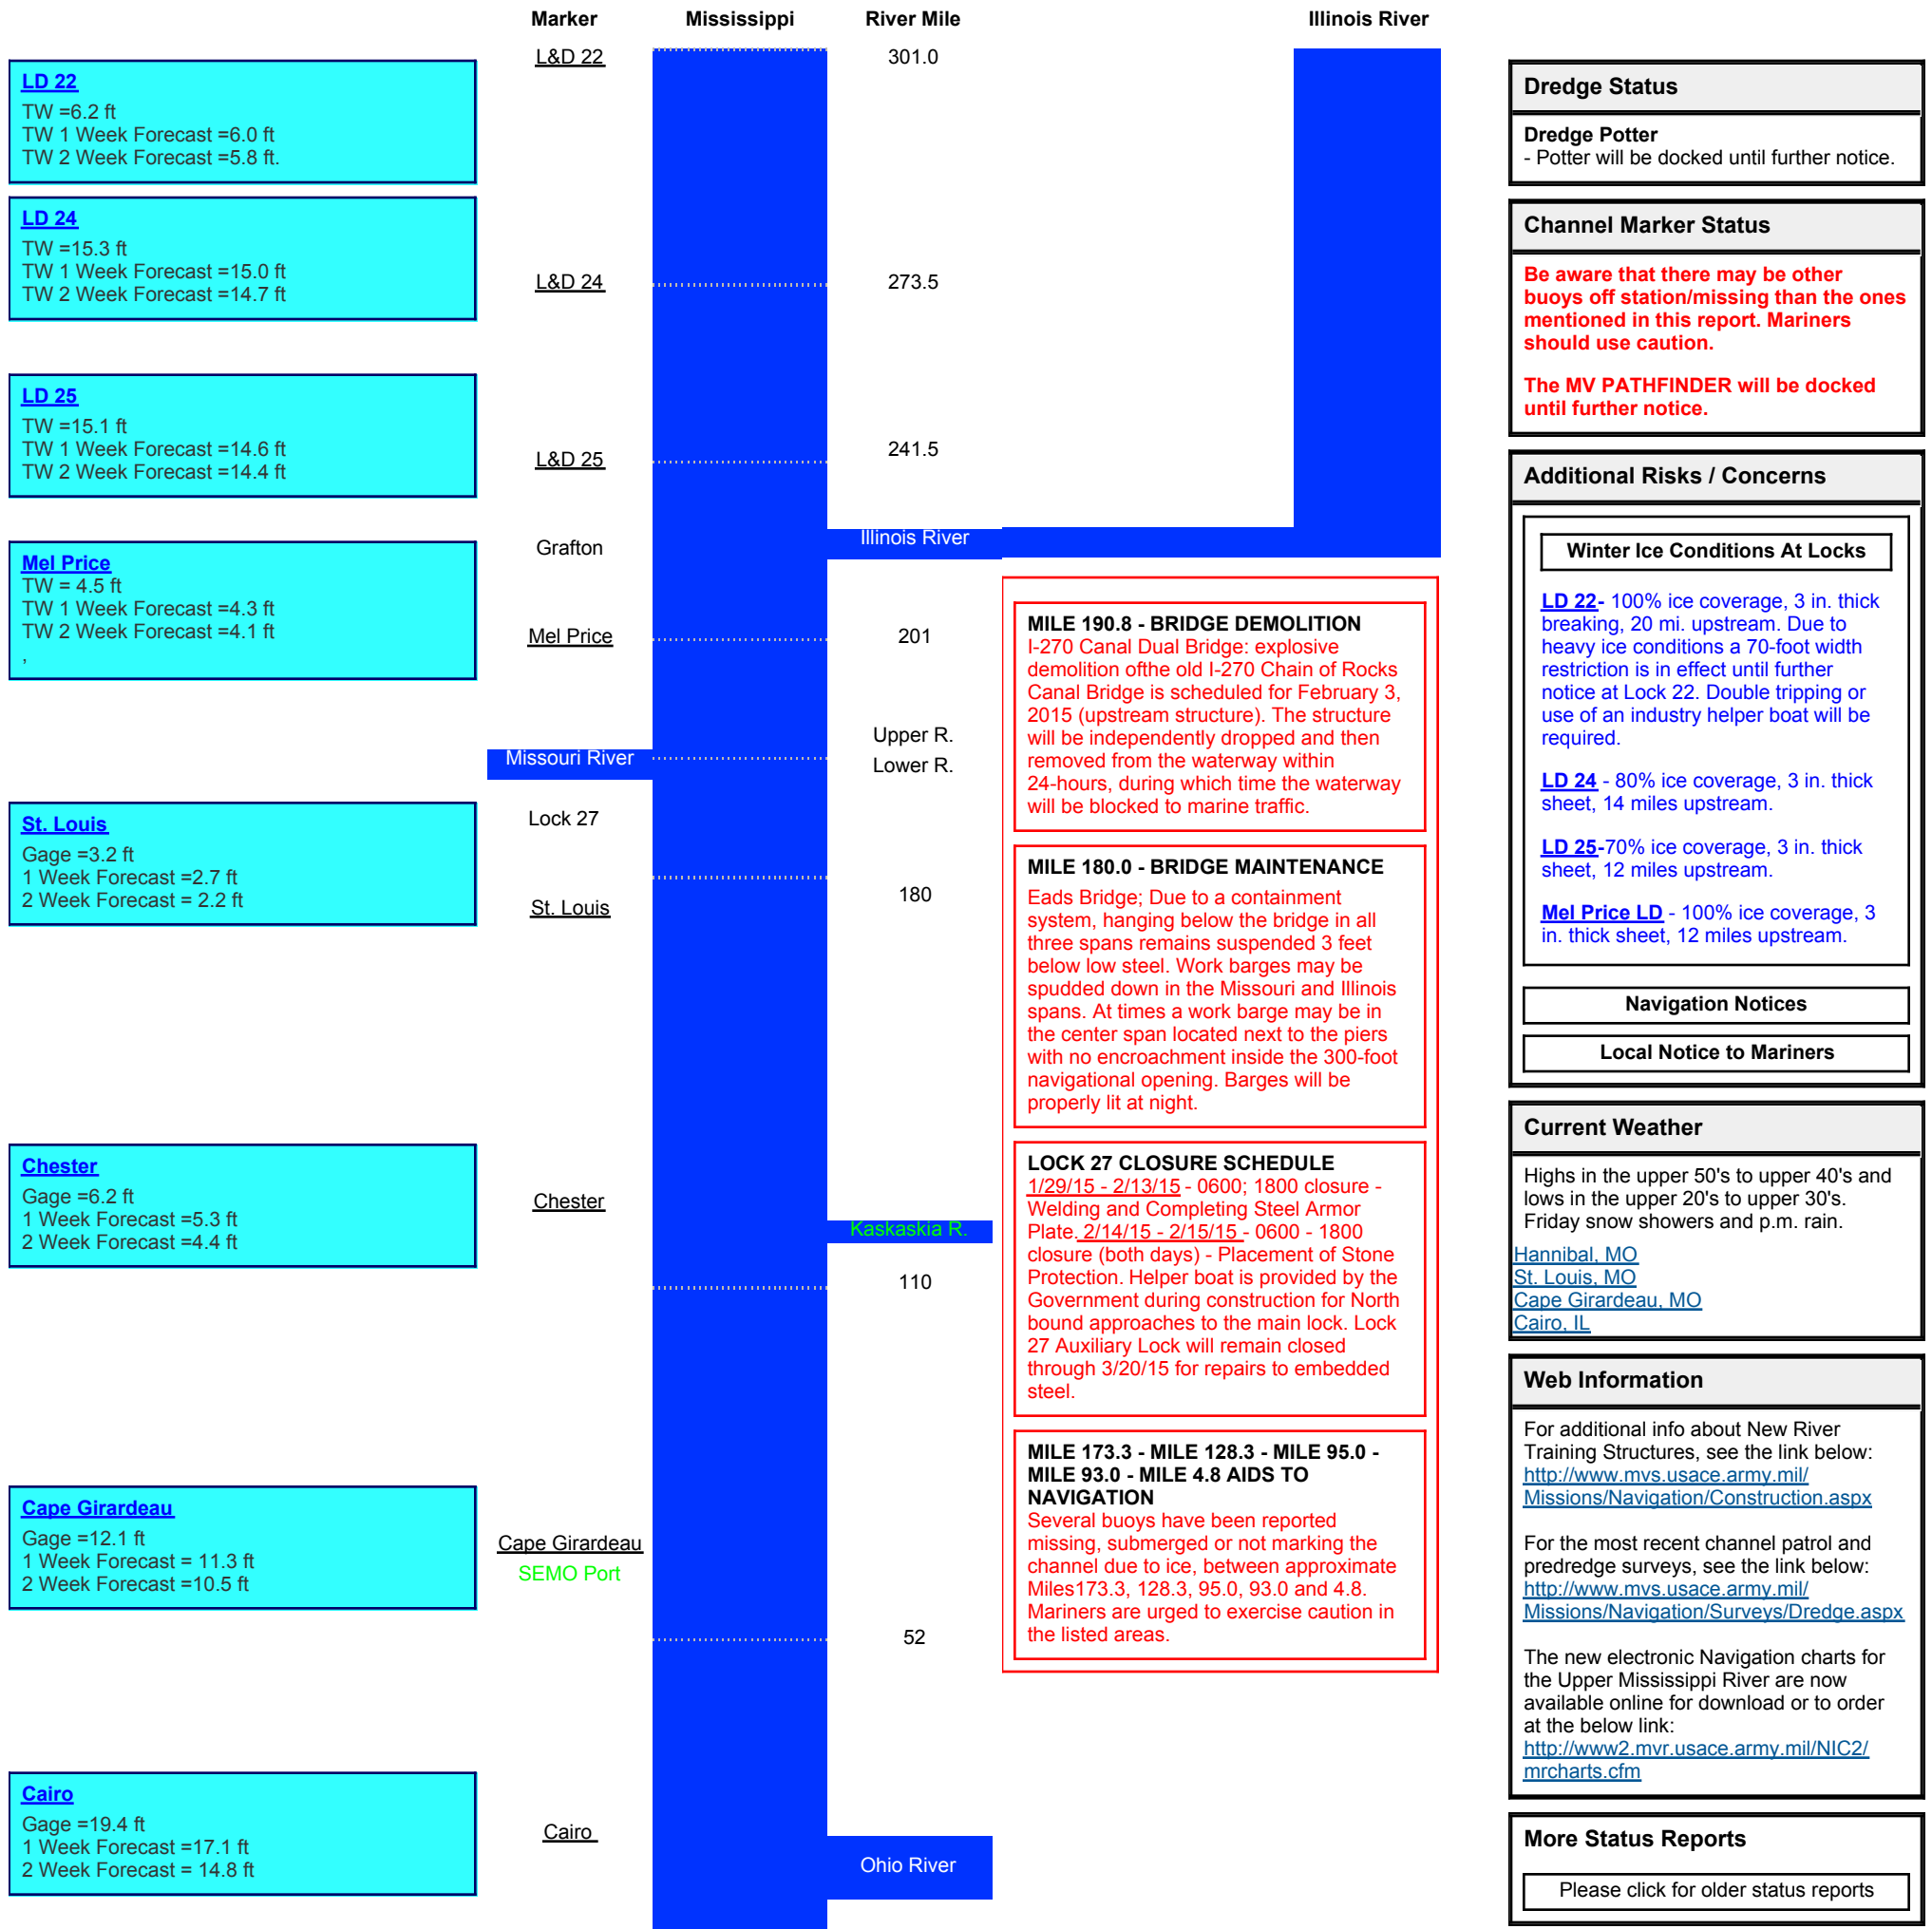 Marker Mississippi River Mile Illinois River
L&D 22 301.0
LD 22
TW =6.2 ft
TW 1 Week Forecast =6.0 ft
TW 2 Week Forecast =5.8 ft.
LD 24
TW =15.3 ft
TW 1 Week Forecast =15.0 ft
TW 2 Week Forecast =14.7 ft
L&D 24 273.5
LD 25
TW =15.1 ft
TW 1 Week Forecast =14.6 ft
TW 2 Week Forecast =14.4 ft
L&D 25 241.5
Grafton
Illinois River
Mel Price
TW = 4.5 ft
TW 1 Week Forecast =4.3 ft
TW 2 Week Forecast =4.1 ft
,
Mel Price 201
Upper R.
Missouri River
Lower R.
Lock 27
St. Louis
Gage =3.2 ft
1 Week Forecast =2.7 ft
2 Week Forecast = 2.2 ft
180
St. Louis
Chester
Gage =6.2 ft
1 Week Forecast =5.3 ft
2 Week Forecast =4.4 ft
Chester
Kaskaskia R.
110
Cape Girardeau
Gage =12.1 ft
1 Week Forecast = 11.3 ft
2 Week Forecast =10.5 ft
Cape Girardeau
SEMO Port
52
Cairo
Gage =19.4 ft
1 Week Forecast =17.1 ft
2 Week Forecast = 14.8 ft
Cairo
Ohio River
MILE 190.8 - BRIDGE DEMOLITION
I-270 Canal Dual Bridge: explosive
demolition ofthe old I-270 Chain of Rocks
Canal Bridge is scheduled for February 3,
2015 (upstream structure). The structure
will be independently dropped and then
removed from the waterway within
24-hours, during which time the waterway
will be blocked to marine traffic.
MILE 180.0 - BRIDGE MAINTENANCE
Eads Bridge; Due to a containment
system, hanging below the bridge in all
three spans remains suspended 3 feet
below low steel. Work barges may be
spudded down in the Missouri and Illinois
spans. At times a work barge may be in
the center span located next to the piers
with no encroachment inside the 300-foot
navigational opening. Barges will be
properly lit at night.
LOCK 27 CLOSURE SCHEDULE
1/29/15 - 2/13/15 - 0600; 1800 closure -
Welding and Completing Steel Armor
Plate. 2/14/15 - 2/15/15 - 0600 - 1800
closure (both days) - Placement of Stone
Protection. Helper boat is provided by the
Government during construction for North
bound approaches to the main lock. Lock
27 Auxiliary Lock will remain closed
through 3/20/15 for repairs to embedded
steel.
MILE 173.3 - MILE 128.3 - MILE 95.0 -
MILE 93.0 - MILE 4.8 AIDS TO
NAVIGATION
Several buoys have been reported
missing, submerged or not marking the
channel due to ice, between approximate
Miles173.3, 128.3, 95.0, 93.0 and 4.8.
Mariners are urged to exercise caution in
the listed areas.
Dredge Status
Dredge Potter
- Potter will be docked until further notice.
Channel Marker Status
Be aware that there may be other
buoys off station/missing than the ones
mentioned in this report. Mariners
should use caution.
The MV PATHFINDER will be docked
until further notice.
Additional Risks / Concerns
Winter Ice Conditions At Locks
LD 22- 100% ice coverage, 3 in. thick
breaking, 20 mi. upstream. Due to
heavy ice conditions a 70-foot width
restriction is in effect until further
notice at Lock 22. Double tripping or
use of an industry helper boat will be
required.
LD 24 - 80% ice coverage, 3 in. thick
sheet, 14 miles upstream.
LD 25-70% ice coverage, 3 in. thick
sheet, 12 miles upstream.
Mel Price LD - 100% ice coverage, 3
in. thick sheet, 12 miles upstream.
Navigation Notices
Local Notice to Mariners
Current Weather
Highs in the upper 50's to upper 40's and
lows in the upper 20's to upper 30's.
Friday snow showers and p.m. rain.
Hannibal, MO
St. Louis, MO
Cape Girardeau, MO
Cairo, IL
Web Information
For additional info about New River
Training Structures, see the link below:
http://www.mvs.usace.army.mil/
Missions/Navigation/Construction.aspx
For the most recent channel patrol and
predredge surveys, see the link below:
http://www.mvs.usace.army.mil/
Missions/Navigation/Surveys/Dredge.aspx
The new electronic Navigation charts for
the Upper Mississippi River are now
available online for download or to order
at the below link:
http://www2.mvr.usace.army.mil/NIC2/
mrcharts.cfm
More Status Reports
Please click for older status reports